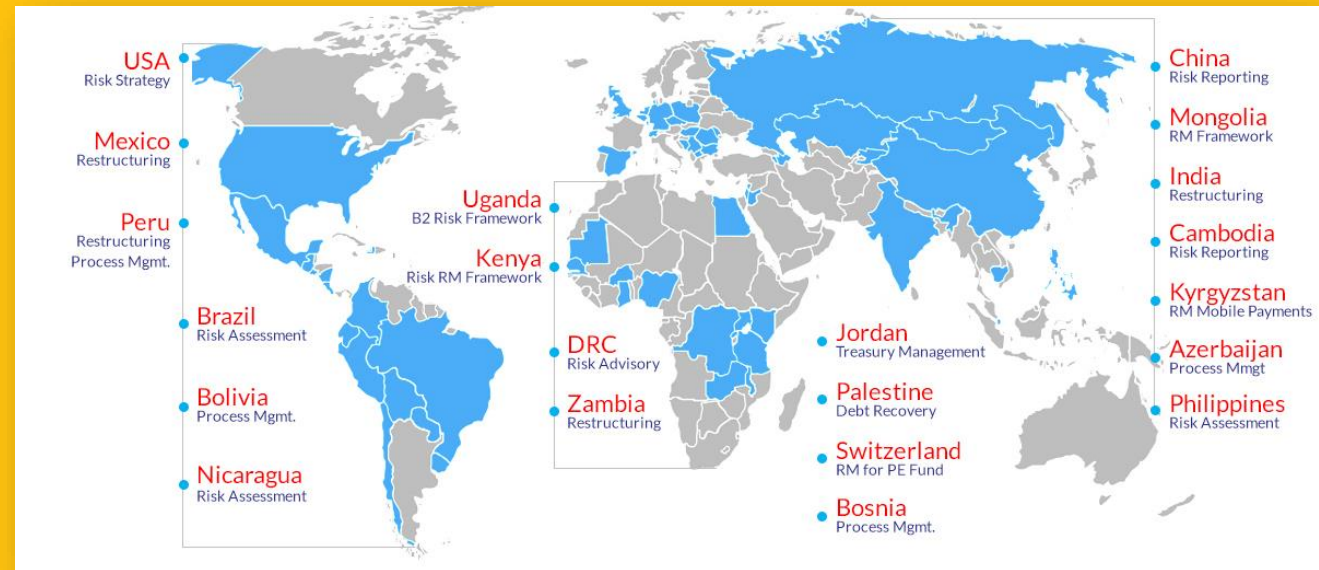 USA
Risk Strategy
Mexico
Restructuring
Peru
Restructuring
Process Mgmt.
Brazil
Risk Assessment
Bolivia
Process Mgmt.
Nicaragua
Risk Assessment
Uganda
B2 Risk Framework
Kenya
Risk RM Framework
DRC
Risk Advisory
Zambia
Restructuring
Jordan
Treasury Management
Palestine
Debt Recovery
Switzerland
RM for PE Fund
Bosnia
Process Mgmt.
China
Risk Reporting
Mongolia
RM Framework
India
Restructuring
Cambodia
Risk Reporting
Kyrgyzstan
RM Mobile Payments
Azerbaijan
Process Mmgt
Philippines
Risk Assessment